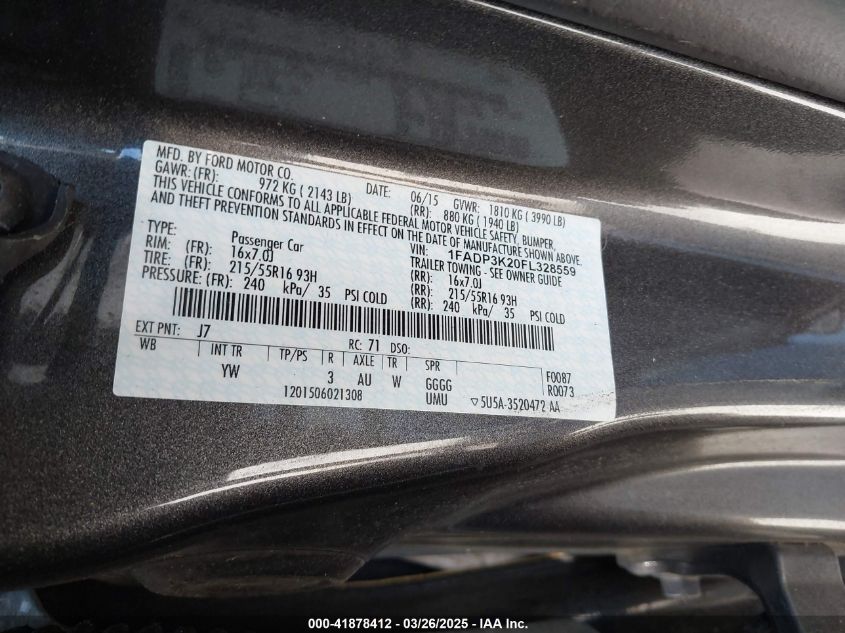 MFD. BY FORD MOTOR CO.
DATE: 06/15 GVWR: 1810 KG ( 3990 LB)
GAWR: (FR): 972 KG ( 2143 LB) (RR): 880 KG ( 1940 LB)
THIS VEHICLE CONFORMS TO ALL APPLICABLE FEDERAL MOTOR VEHICLE SAFETY, BUMPER,
AND THEFT PREVENTION STANDARDS IN EFFECT ON THE DATE OF MANUFACTURE SHOWN ABOVE.
VIN: 1FADP3K20FL328559
TYPE: Passenger Car TRAILER TOWING - SEE OWNER GUIDE
RIM: (FR): 16x7.0J (RR): 16x7.0J
TIRE: (FR): 215/55R16 93H (RR): 215/55R16 93H
PRESSURE: (FR): 240 kPa/ 35 PSI COLD (RR): 240 kPa/ 35 PSI COLD
EXT PNT: J7 RC: 71 DSO:
WB INT TR TP/PS R AXLE TR SPR F0087
YW 3 AU W GGGG R0073
1201506021308 UMU ▽ 5U5A-3520472 AA
000-41878412 - 03/26/2025 - IAA Inc.